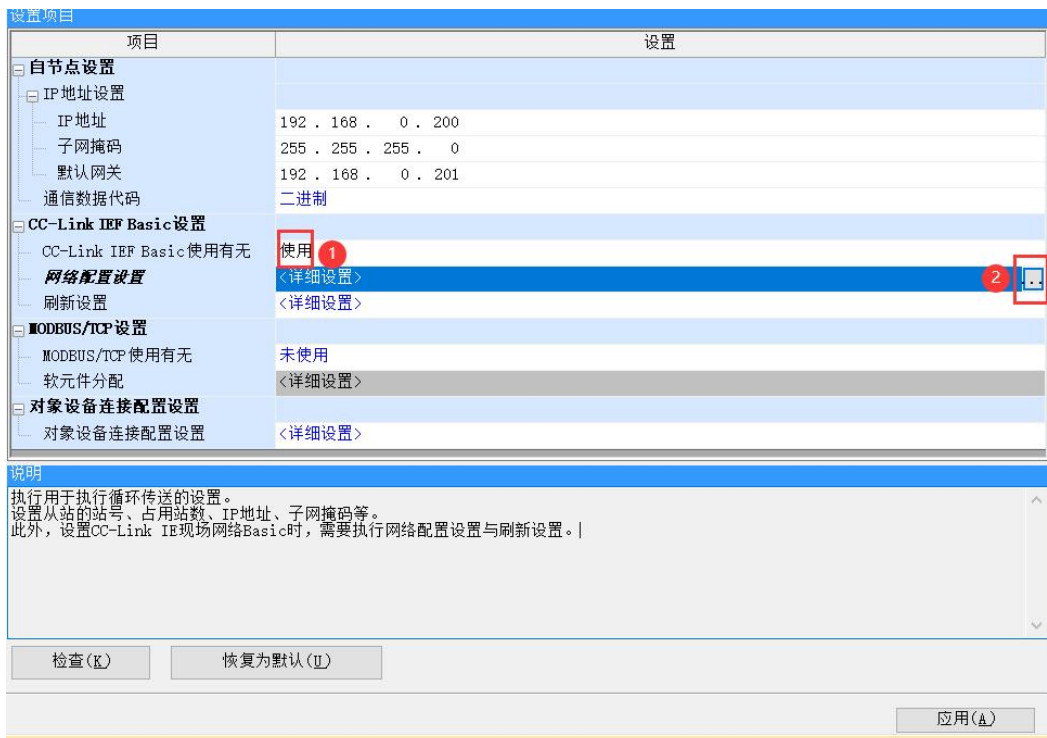 设置项目
项目 设置
自节点设置
IP地址设置
IP地址 192 . 168 . 0 . 200
子网掩码 255 . 255 . 255 . 0
默认网关 192 . 168 . 0 . 201
通信数据代码 二进制
CC-Link IEF Basic设置
CC-Link IEF Basic使用有无 使用 1
网络配置设置 <详细设置> 2 ..
刷新设置 <详细设置>
MODBUS/TCP设置
MODBUS/TCP使用有无 未使用
软元件分配 <详细设置>
对象设备连接配置设置
对象设备连接配置设置 <详细设置>
说明
执行用于执行循环传送的设置。
设置从站的站号、占用站数、IP地址、子网掩码等。
此外，设置CC-Link IE现场网络Basic时，需要执行网络配置设置与刷新设置。
检查(K) 恢复为默认(U)
应用(A)